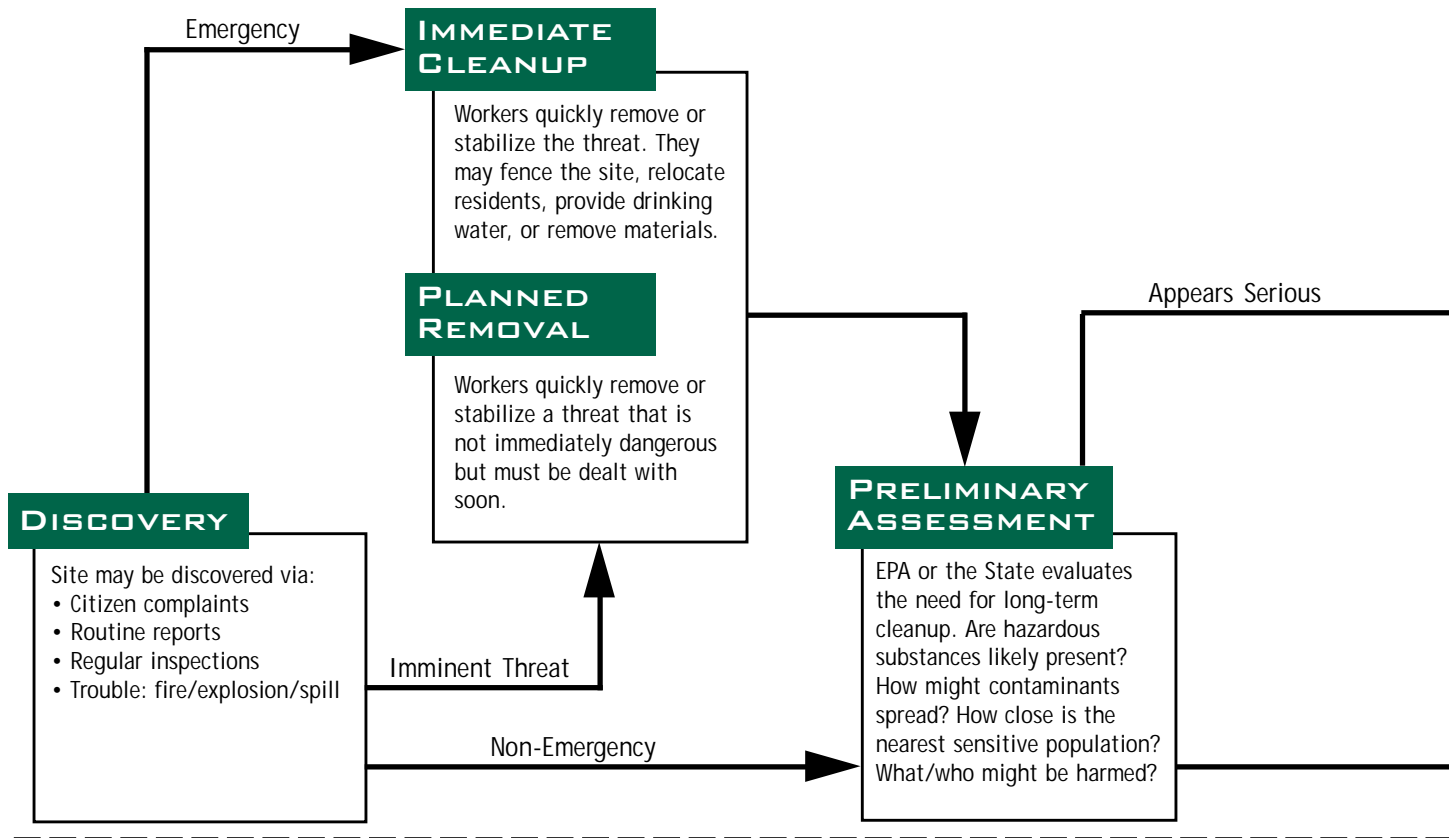 Emergency
IMMEDIATE
CLEANUP
Workers quickly remove or
stabilize the threat. They
may fence the site, relocate
residents, provide drinking
water, or remove materials.
PLANNED
REMOVAL
Workers quickly remove or
stabilize a threat that is
not immediately dangerous
but must be dealt with
soon.
Appears Serious
DISCOVERY
Site may be discovered via:
• Citizen complaints
• Routine reports
• Regular inspections
• Trouble: fire/explosion/spill
Imminent Threat
Non-Emergency
PRELIMINARY
ASSESSMENT
EPA or the State evaluates
the need for long-term
cleanup. Are hazardous
substances likely present?
How might contaminants
spread? How close is the
nearest sensitive population?
What/who might be harmed?